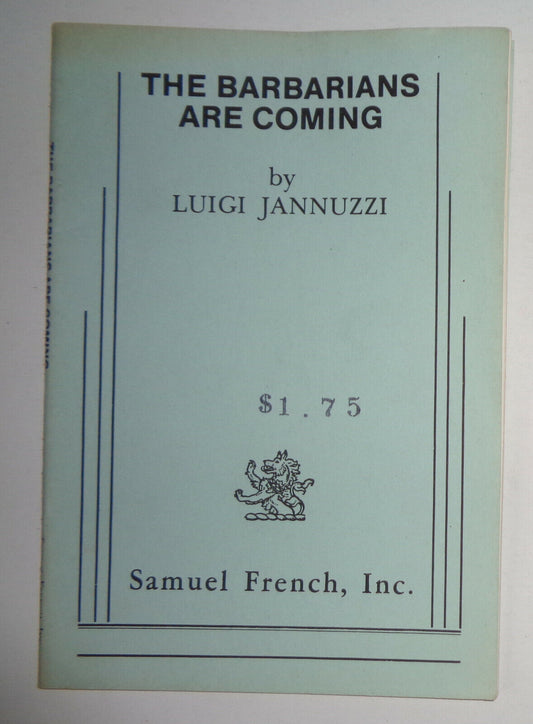 THE BARBARIANS
ARE COMING
by
LUIGI JANNUZZI
$1.75
Samuel French, Inc.
THE BARBARIANS ARE COMING